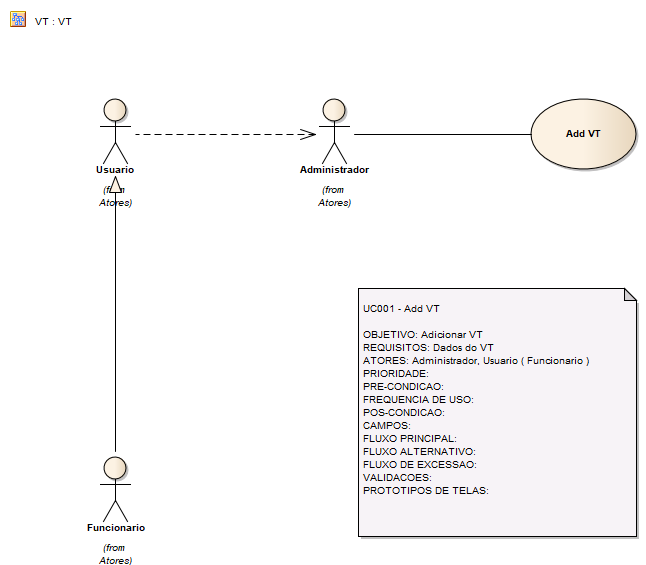 VT : VT
Usuario
(from
Atores)
Administrador
(from
Atores)
Add VT
UC001 - Add VT
OBJETIVO: Adicionar VT
REQUISITOS: Dados do VT
ATORES: Administrador, Usuario ( Funcionario )
PRIORIDADE:
PRE-CONDICAO:
FREQUENCIA DE USO:
POS-CONDICAO:
CAMPOS:
FLUXO PRINCIPAL:
FLUXO ALTERNATIVO:
FLUXO DE EXCESSAO:
VALIDACOES:
PROTOTIPOS DE TELAS:
Funcionario
(from
Atores)